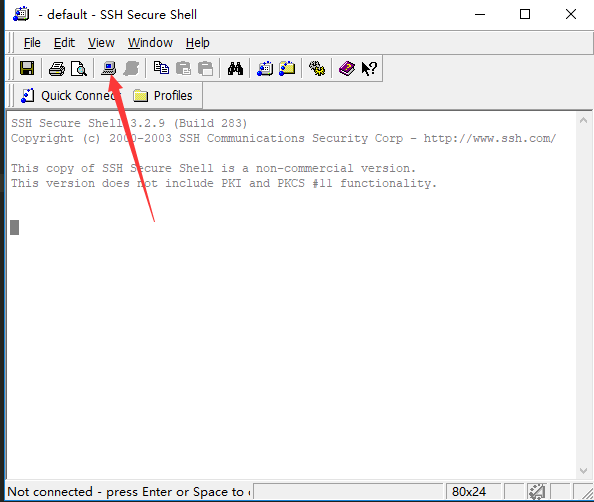 - default - SSH Secure Shell
File Edit View Window Help
Quick Connect Profiles
SSH Secure Shell 3.2.9 (Build 283)
Copyright (c) 2000-2003 SSH Communications Security Corp - http://www.ssh.com/
This copy of SSH Secure Shell is a non-commercial version.
This version does not include PKI and PKCS #11 functionality.
Not connected - press Enter or Space to 80x24